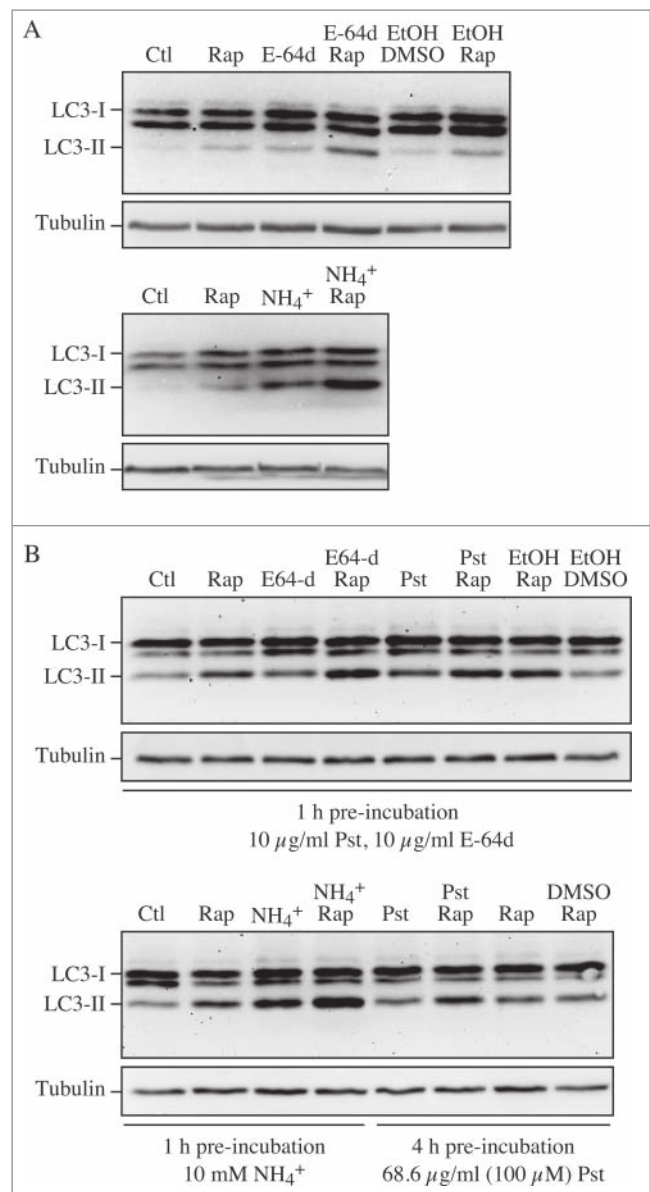 A
E-64d EtOH EtOH
Ctl Rap E-64d Rap DMSO Rap
LC3-I
LC3-II
Tubulin
NH₄⁺
Ctl Rap NH₄⁺ Rap
LC3-I
LC3-II
Tubulin
B
E64-d Pst EtOH EtOH
Ctl Rap E64-d Rap Pst Rap Rap DMSO
LC3-I
LC3-II
Tubulin
1 h pre-incubation
10 µg/ml Pst, 10 µg/ml E-64d
NH₄⁺ Pst DMSO
Ctl Rap NH₄⁺ Rap Pst Rap Rap Rap
LC3-I
LC3-II
Tubulin
1 h pre-incubation 4 h pre-incubation
10 mM NH₄⁺ 68.6 µg/ml (100 µM) Pst